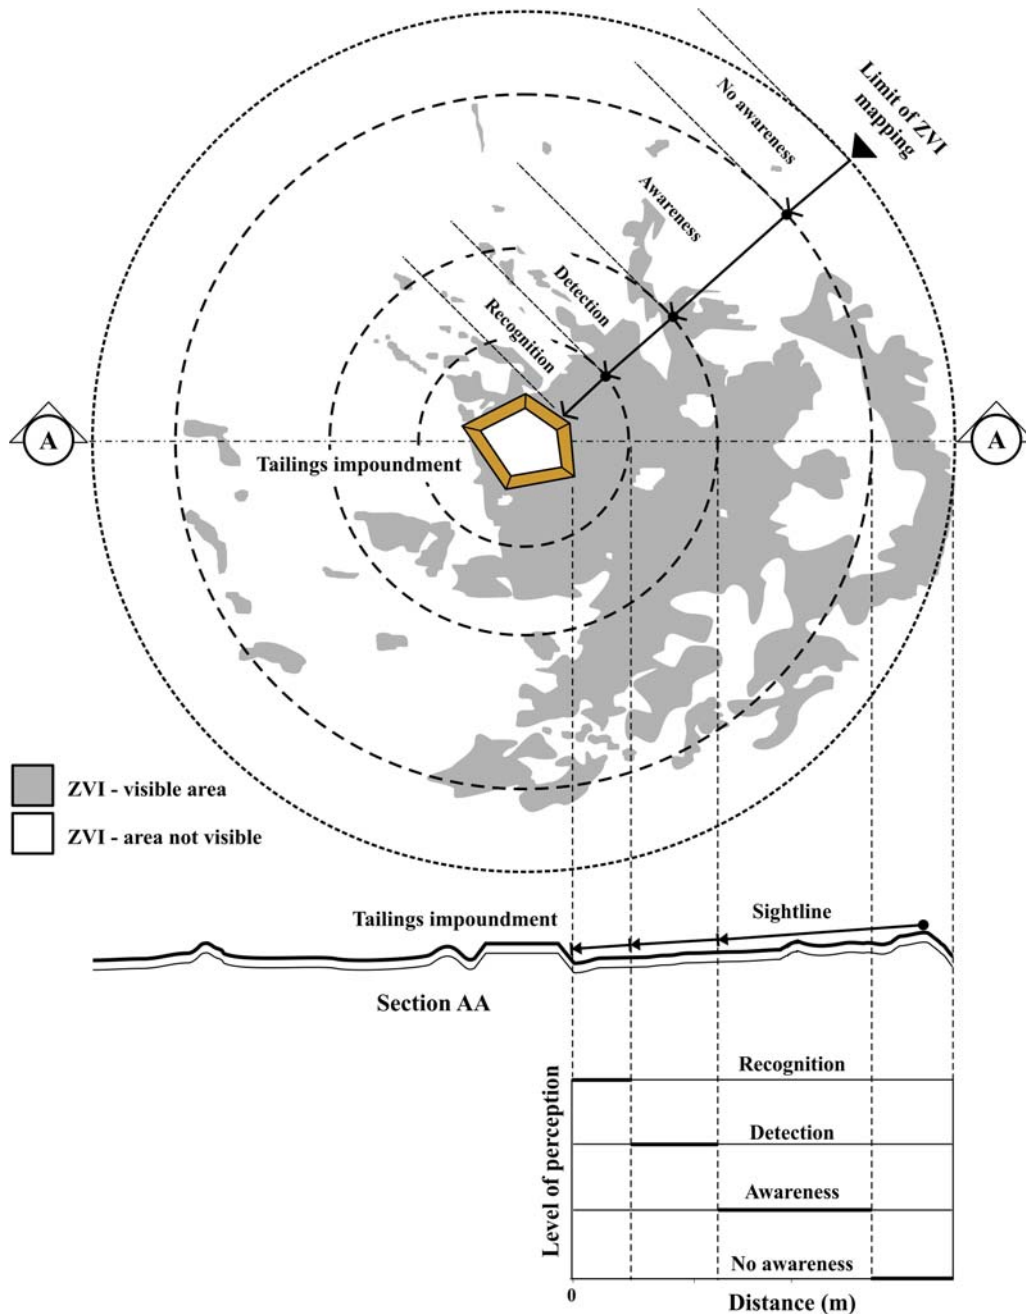 Limit of ZVI
mapping
No awareness
Awareness
Detection
Recognition
A
A
Tailings impoundment
ZVI - visible area
ZVI - area not visible
Tailings impoundment
Sightline
Section AA
Level of perception
Recognition
Detection
Awareness
No awareness
0
Distance (m)